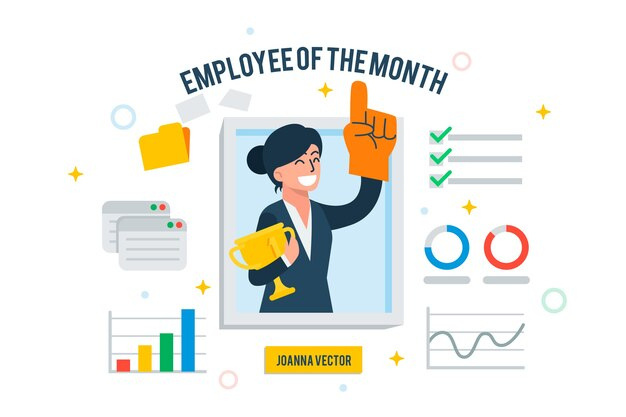 EMPLOYEE OF THE MONTH
JOANNA VECTOR